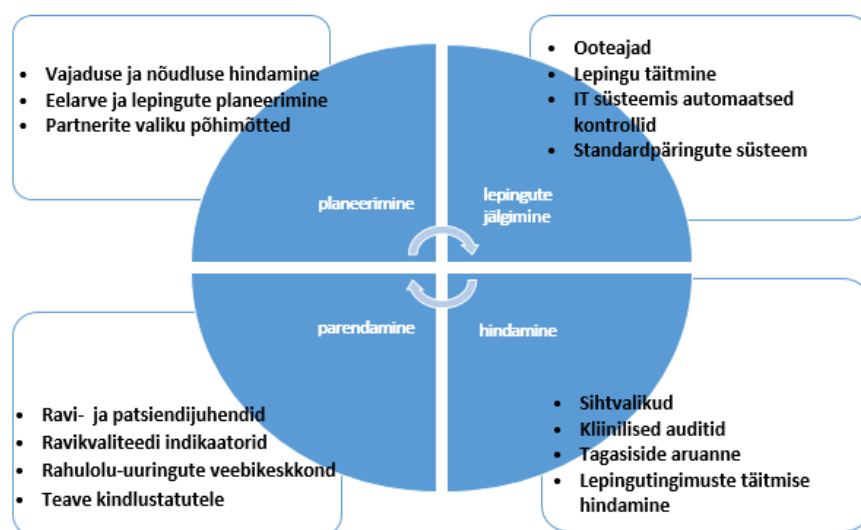 • Vajaduse ja nõudluse hindamine
• Eelarve ja lepingute planeerimine
• Partnerite valiku põhimõtted
• Ooteajad
• Lepingu täitmine
• IT süsteemis automaatsed
kontrollid
• Standardpäringute süsteem
planeerimine
lepingute
jälgimine
parendamine
hindamine
• Ravi- ja patsiendijuhendid
• Ravikvaliteedi indikaatorid
• Rahulolu-uuringute veebikeskkond
• Teave kindlustatutele
• Sihtvalikud
• Kliinilised auditid
• Tagasiside aruanne
• Lepingutingimuste täitmise
hindamine